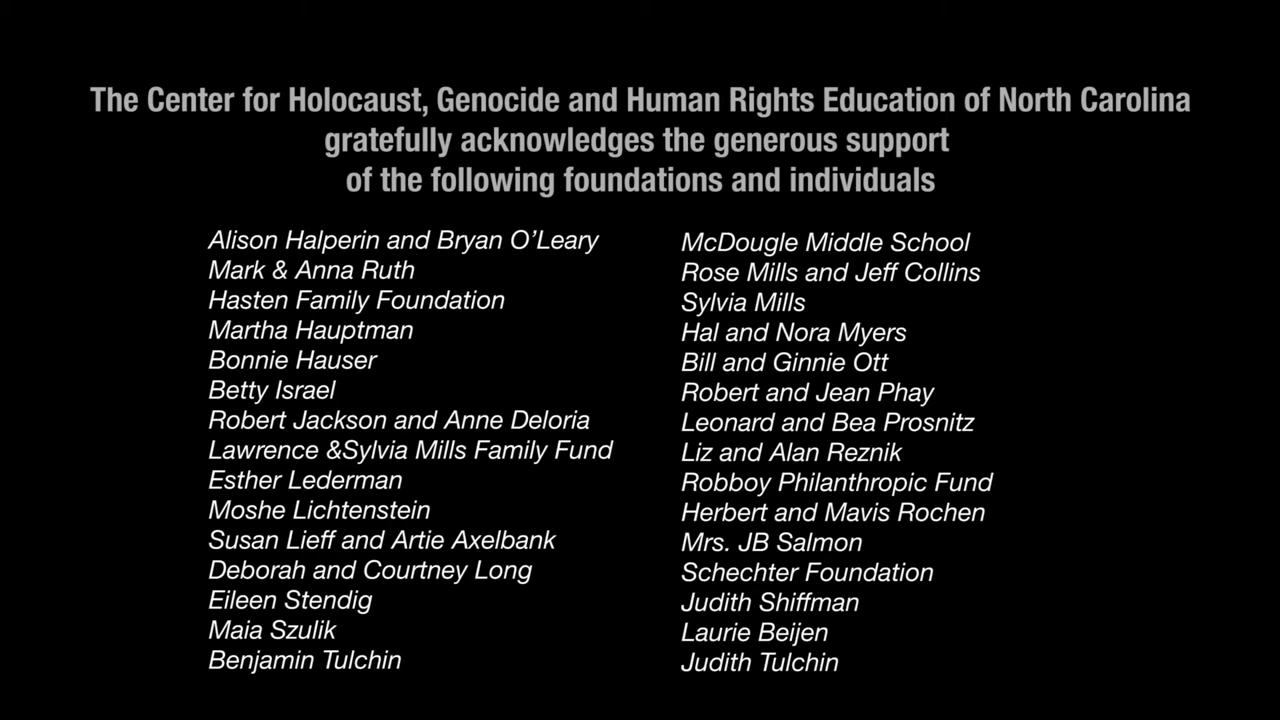 The Center for Holocaust, Genocide and Human Rights Education of North Carolina
gratefully acknowledges the generous support
of the following foundations and individuals
Alison Halperin and Bryan O’Leary
Mark & Anna Ruth
Hasten Family Foundation
Martha Hauptman
Bonnie Hauser
Betty Israel
Robert Jackson and Anne Deloria
Lawrence &Sylvia Mills Family Fund
Esther Lederman
Moshe Lichtenstein
Susan Lieff and Artie Axelbank
Deborah and Courtney Long
Eileen Stendig
Maia Szulik
Benjamin Tulchin
McDougle Middle School
Rose Mills and Jeff Collins
Sylvia Mills
Hal and Nora Myers
Bill and Ginnie Ott
Robert and Jean Phay
Leonard and Bea Prosnitz
Liz and Alan Reznik
Robboy Philanthropic Fund
Herbert and Mavis Rochen
Mrs. JB Salmon
Schechter Foundation
Judith Shiffman
Laurie Beijen
Judith Tulchin